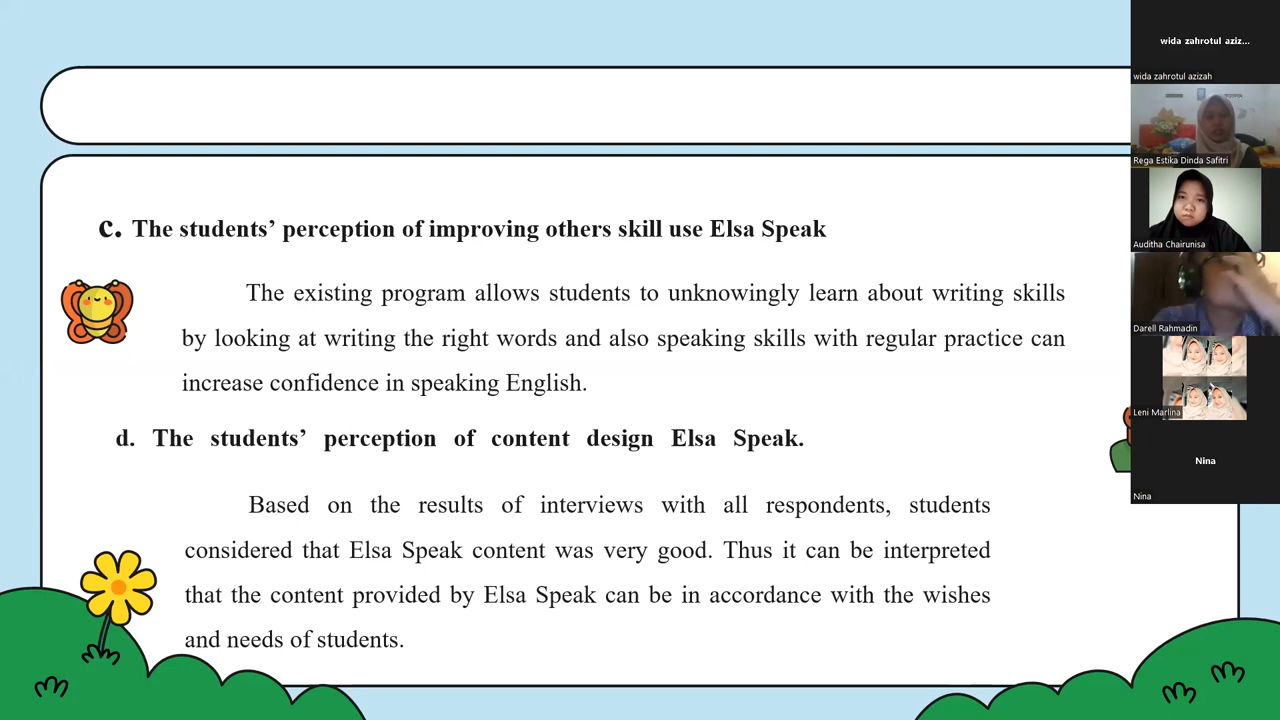 wida zahrotul aziz...
wida zahrotul azizah
Rega Estika Dinda Safitri
Auditha Chairunisa
Darell Rahmadin
Leni Marlina
Nina
Nina
c. The students’ perception of improving others skill use Elsa Speak
The existing program allows students to unknowingly learn about writing skills
by looking at writing the right words and also speaking skills with regular practice can
increase confidence in speaking English.
d. The students’ perception of content design Elsa Speak.
Based on the results of interviews with all respondents, students
considered that Elsa Speak content was very good. Thus it can be interpreted
that the content provided by Elsa Speak can be in accordance with the wishes
and needs of students.